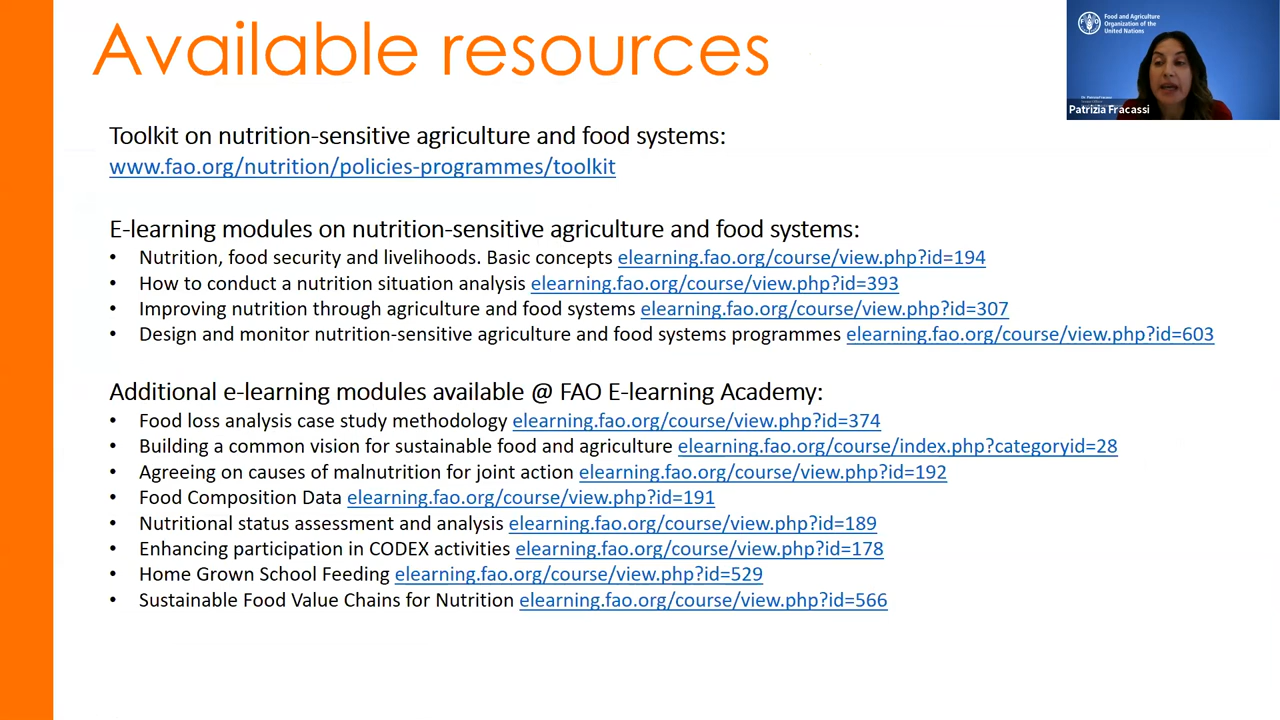 Available resources
Food and Agriculture
Organization of the
United Nations
Patrizia Fracassi
Toolkit on nutrition-sensitive agriculture and food systems:
www.fao.org/nutrition/policies-programmes/toolkit
E-learning modules on nutrition-sensitive agriculture and food systems:
• Nutrition, food security and livelihoods. Basic concepts elearning.fao.org/course/view.php?id=194
• How to conduct a nutrition situation analysis elearning.fao.org/course/view.php?id=393
• Improving nutrition through agriculture and food systems elearning.fao.org/course/view.php?id=307
• Design and monitor nutrition-sensitive agriculture and food systems programmes elearning.fao.org/course/view.php?id=603
Additional e-learning modules available @ FAO E-learning Academy:
• Food loss analysis case study methodology elearning.fao.org/course/view.php?id=374
• Building a common vision for sustainable food and agriculture elearning.fao.org/course/index.php?categoryid=28
• Agreeing on causes of malnutrition for joint action elearning.fao.org/course/view.php?id=192
• Food Composition Data elearning.fao.org/course/view.php?id=191
• Nutritional status assessment and analysis elearning.fao.org/course/view.php?id=189
• Enhancing participation in CODEX activities elearning.fao.org/course/view.php?id=178
• Home Grown School Feeding elearning.fao.org/course/view.php?id=529
• Sustainable Food Value Chains for Nutrition elearning.fao.org/course/view.php?id=566